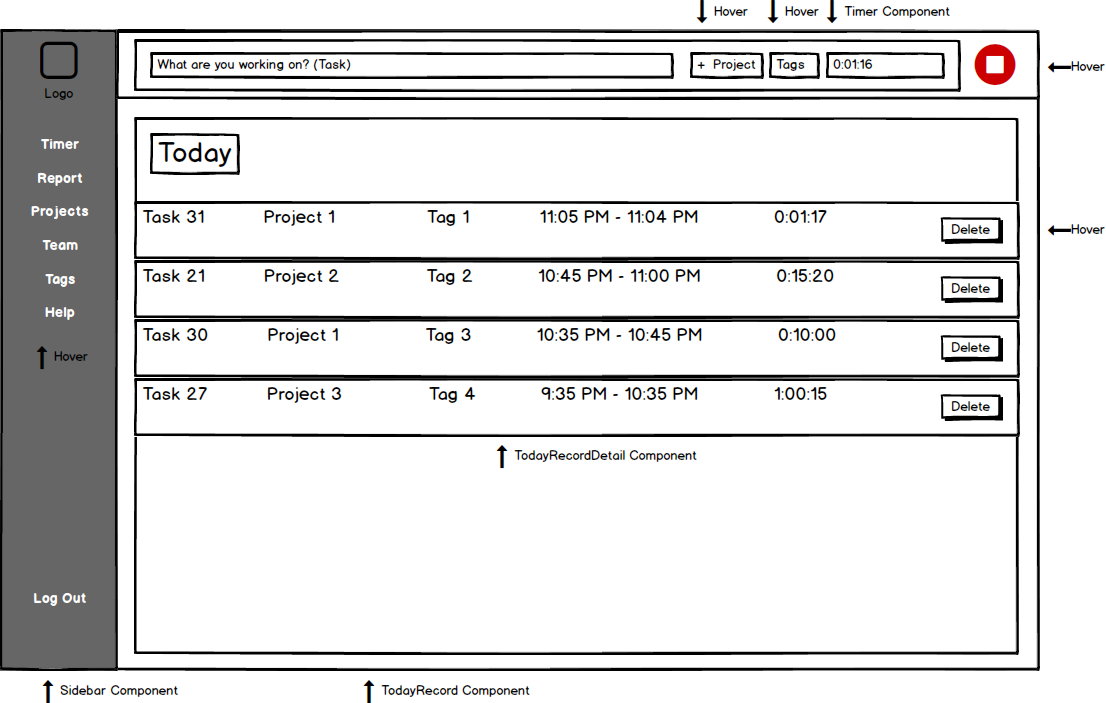 Hover
Hover
Timer Component
What are you working on? (Task)
+ Project
Tags
0:01:16
Hover
Logo
Timer
Report
Projects
Team
Tags
Help
Hover
Log Out
Today
Task 31 Project 1 Tag 1 11:05 PM - 11:04 PM 0:01:17 Delete
Hover
Task 21 Project 2 Tag 2 10:45 PM - 11:00 PM 0:15:20 Delete
Task 30 Project 1 Tag 3 10:35 PM - 10:45 PM 0:10:00 Delete
Task 27 Project 3 Tag 4 9:35 PM - 10:35 PM 1:00:15 Delete
TodayRecordDetail Component
Sidebar Component
TodayRecord Component